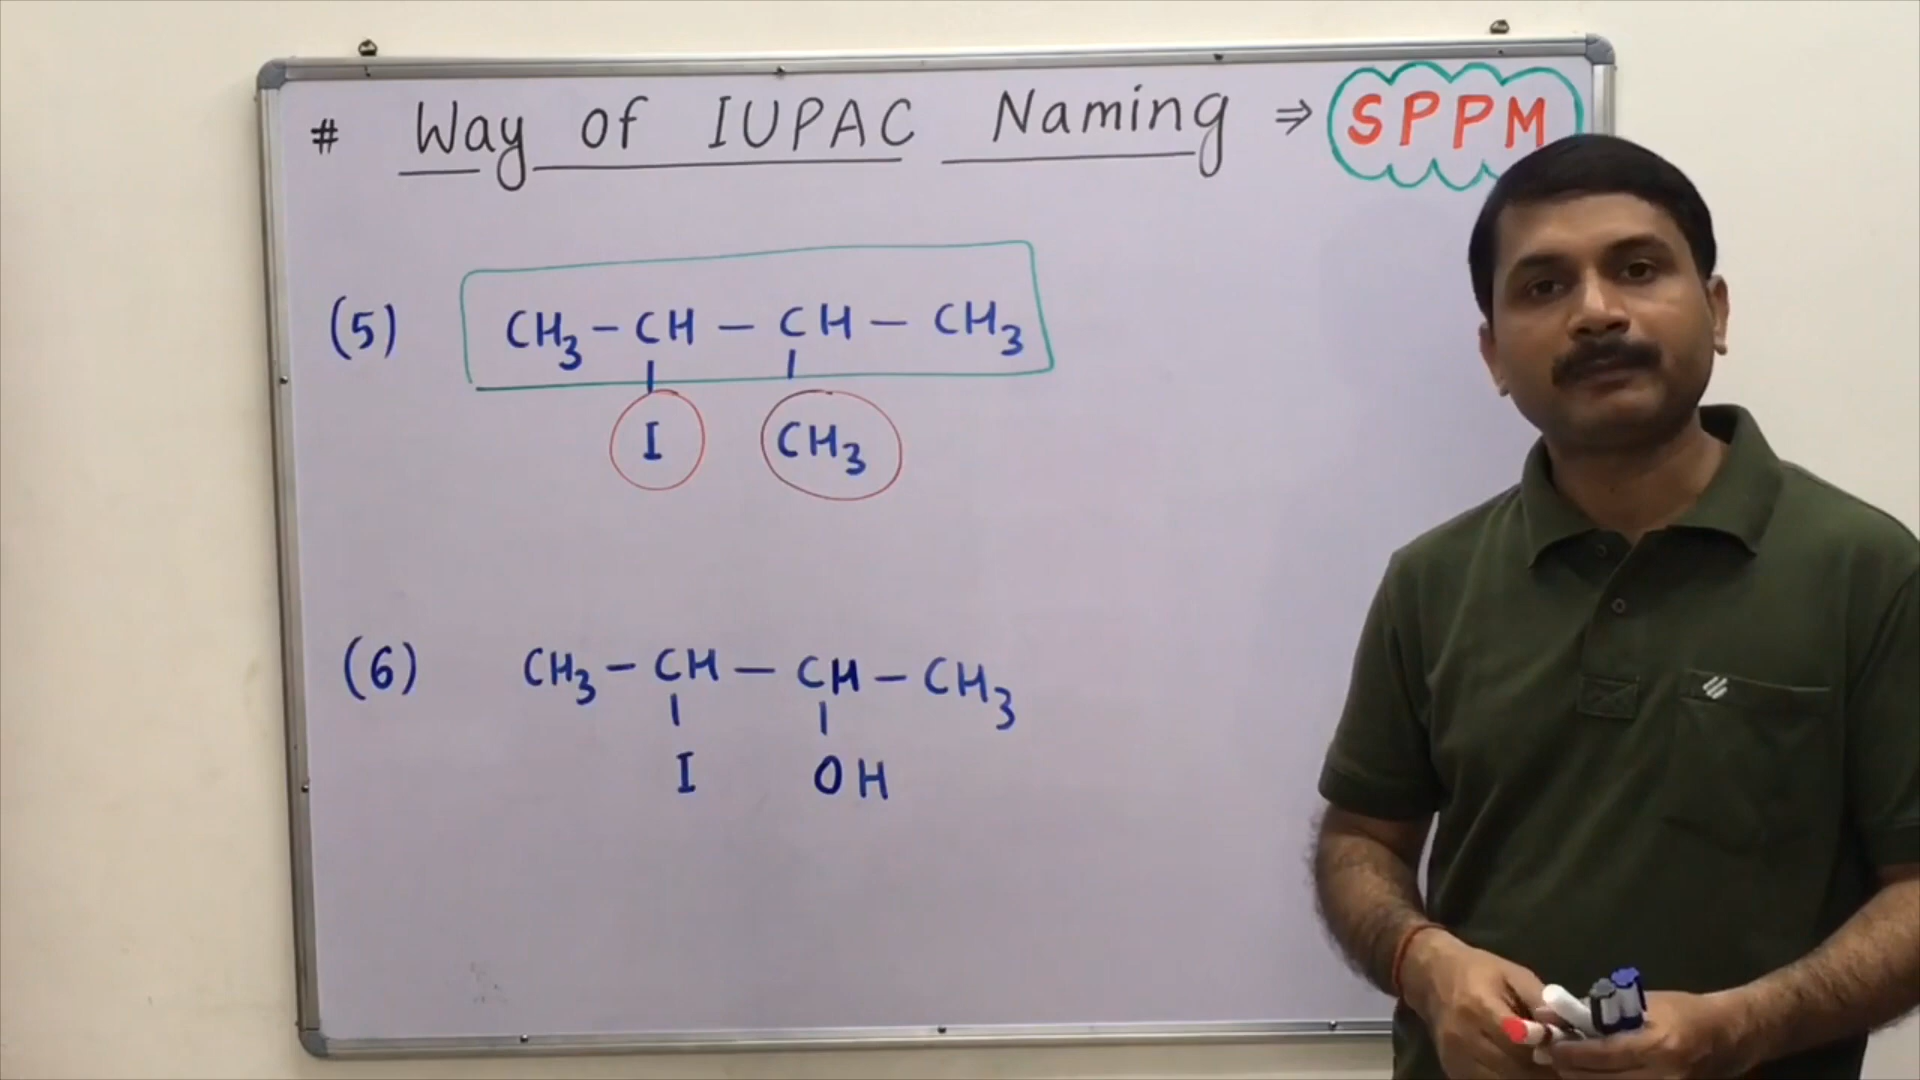 # Way of IUPAC Naming ⇒ SPPM
(5) CH₃ – CH – CH – CH₃
I CH₃
(6) CH₃ – CH – CH – CH₃
I OH